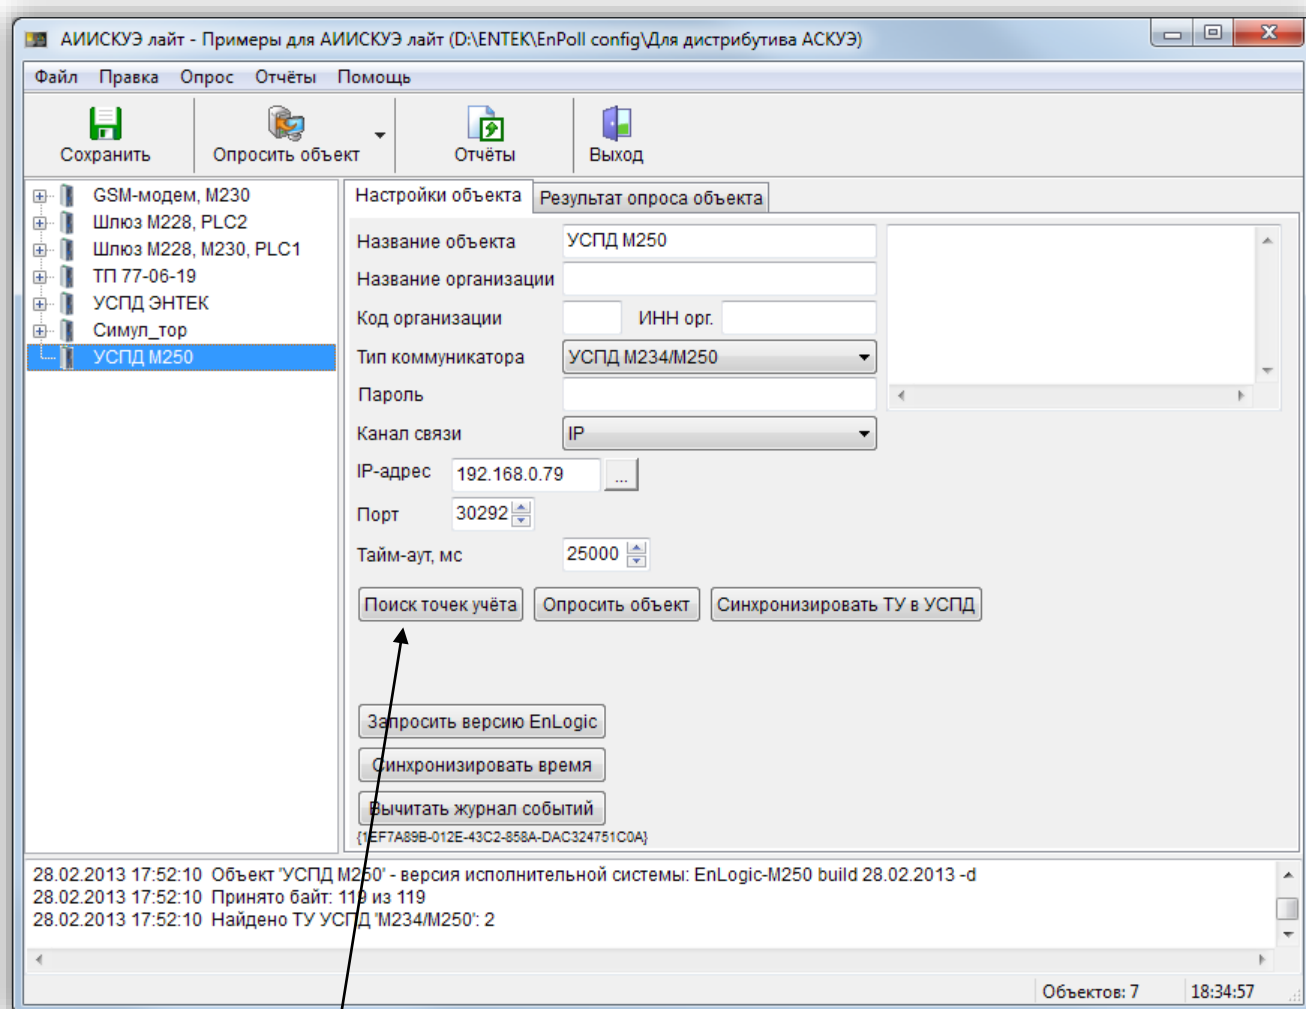 АИИСКУЭ лайт - Примеры для АИИСКУЭ лайт (D:\ENTEK\EnPoll config\Для дистрибутива АСКУЭ)
Файл Правка Опрос Отчёты Помощь
Сохранить Опросить объект Отчёты Выход
GSM-модем, M230
Шлюз M228, PLC2
Шлюз M228, M230, PLC1
ТП 77-06-19
УСПД ЭНТЕК
Симул_тор
УСПД M250
Настройки объекта Результат опроса объекта
Название объекта УСПД M250
Название организации
Код организации ИНН орг.
Тип коммуникатора УСПД M234/M250
Пароль
Канал связи IP
IP-адрес 192.168.0.79 ...
Порт 30292
Тайм-аут, мс 25000
Поиск точек учёта Опросить объект Синхронизировать ТУ в УСПД
Запросить версию EnLogic
Синхронизировать время
Вычитать журнал событий
{1EF7A89B-012E-43C2-858A-DAC324751C0A}
28.02.2013 17:52:10 Объект 'УСПД M250' - версия исполнительной системы: EnLogic-M250 build 28.02.2013 -d
28.02.2013 17:52:10 Принято байт: 119 из 119
28.02.2013 17:52:10 Найдено ТУ УСПД 'M234/M250': 2
Объектов: 7 18:34:57